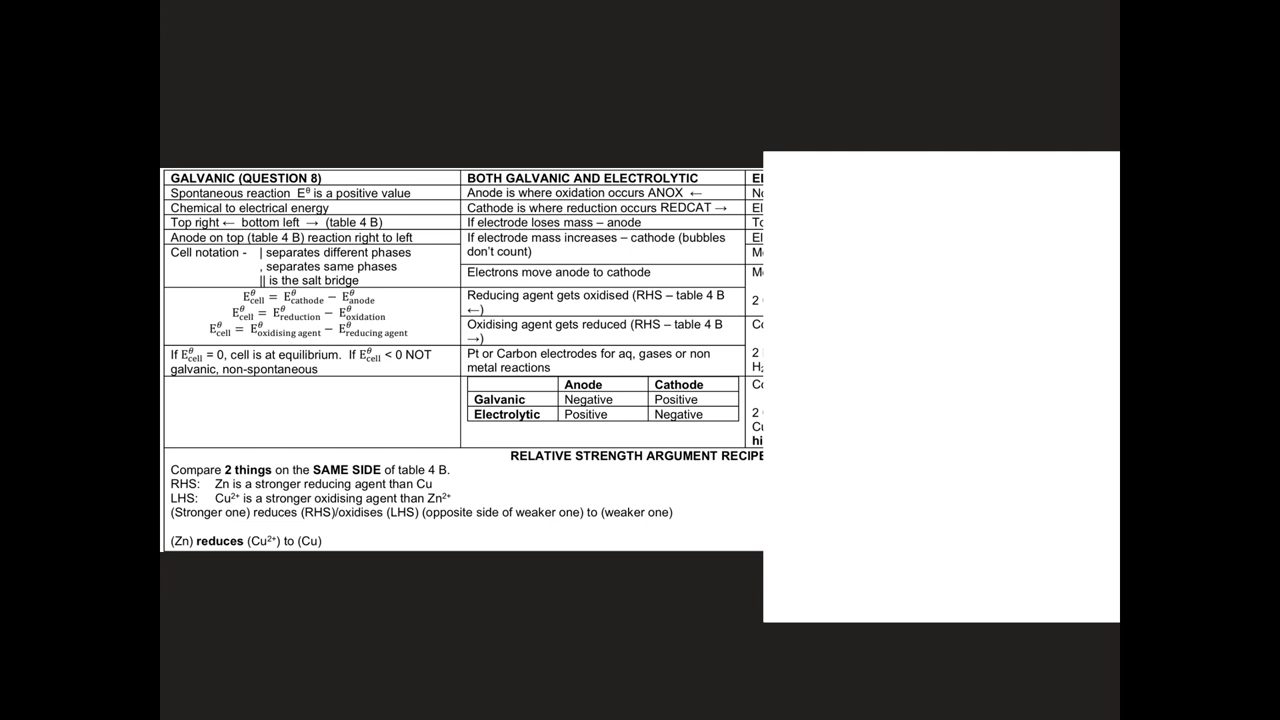 GALVANIC (QUESTION 8)
Spontaneous reaction E^θ is a positive value
Chemical to electrical energy
Top right ← bottom left → (table 4 B)
Anode on top (table 4 B) reaction right to left
Cell notation - | separates different phases
, separates same phases
|| is the salt bridge
E^θ_cell = E^θ_cathode − E^θ_anode
E^θ_cell = E^θ_reduction − E^θ_oxidation
E^θ_cell = E^θ_oxidising agent − E^θ_reducing agent
If E^θ_cell = 0, cell is at equilibrium. If E^θ_cell < 0 NOT
galvanic, non-spontaneous
BOTH GALVANIC AND ELECTROLYTIC
Anode is where oxidation occurs ANOX ←
Cathode is where reduction occurs REDCAT →
If electrode loses mass – anode
If electrode mass increases – cathode (bubbles
don't count)
Electrons move anode to cathode
Reducing agent gets oxidised (RHS – table 4 B
←)
Oxidising agent gets reduced (RHS – table 4 B
→)
Pt or Carbon electrodes for aq, gases or non
metal reactions
Anode Cathode
Galvanic Negative Positive
Electrolytic Positive Negative
2
2
2
RELATIVE STRENGTH ARGUMENT RECIPE
Compare 2 things on the SAME SIDE of table 4 B.
RHS: Zn is a stronger reducing agent than Cu
LHS: Cu²⁺ is a stronger oxidising agent than Zn²⁺
(Stronger one) reduces (RHS)/oxidises (LHS) (opposite side of weaker one) to (weaker one)
(Zn) reduces (Cu²⁺) to (Cu)